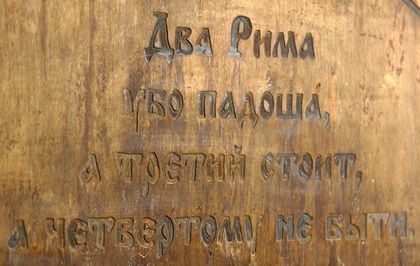 Два Рима
убо падоша,
а третий стоит,
а четвертому не быти.